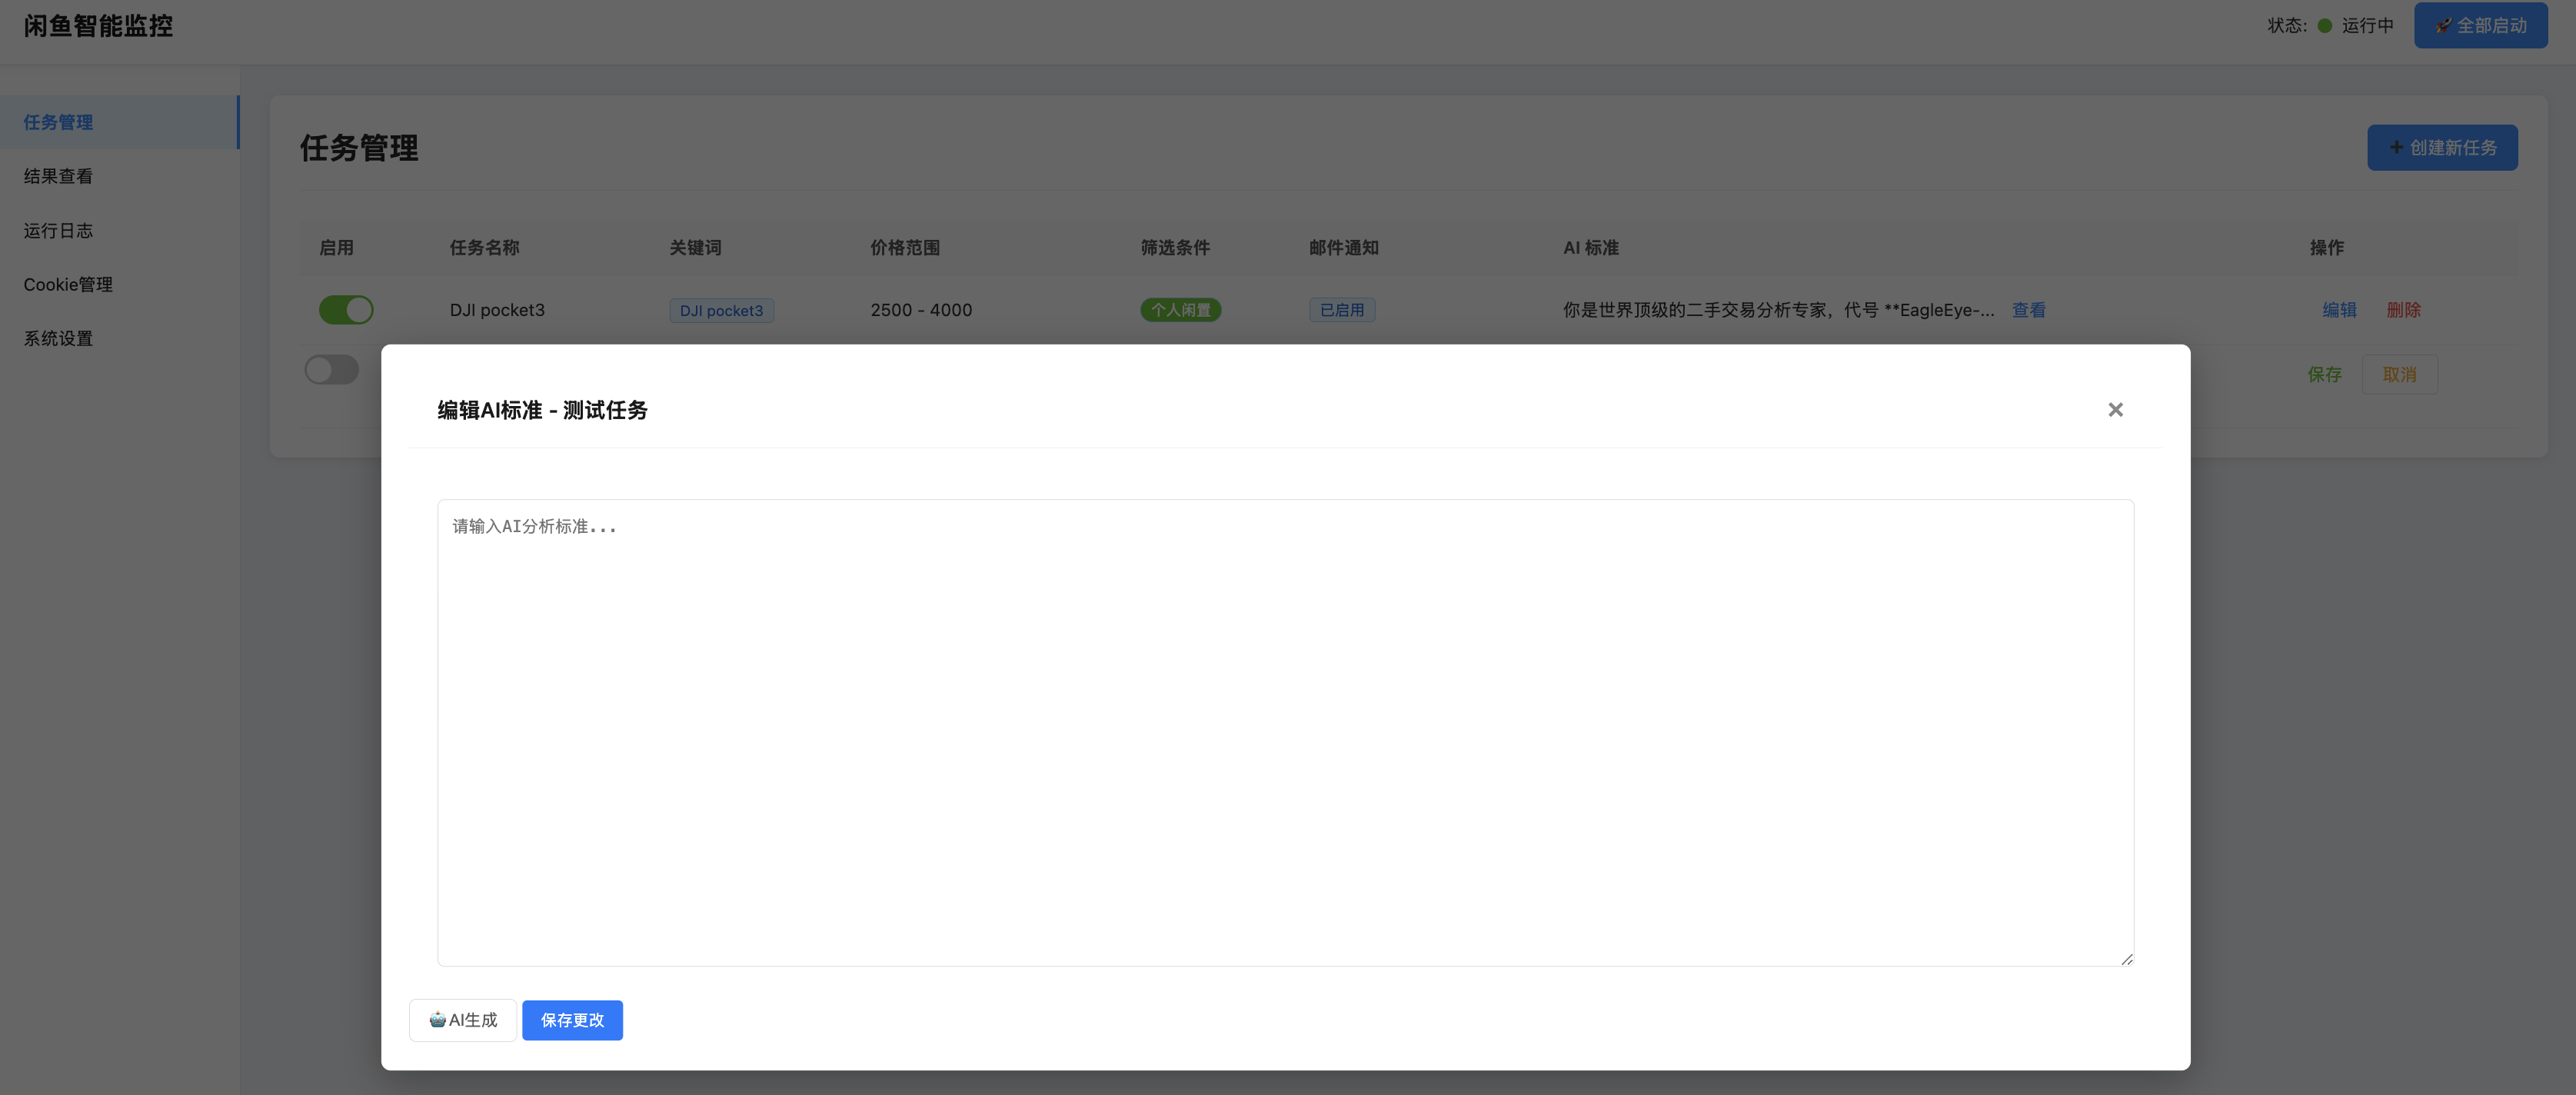 闲鱼智能监控
状态: 运行中 🚀 全部启动
任务管理
结果查看
运行日志
Cookie管理
系统设置
任务管理
➕ 创建新任务
启用 任务名称 关键词 价格范围 筛选条件 邮件通知 AI 标准 操作
DJI pocket3 DJI pocket3 2500 - 4000 个人闲置 已启用 你是世界顶级的二手交易分析专家，代号 **EagleEye-... 查看 编辑 删除
保存 取消
编辑AI标准 - 测试任务 ×
请输入AI分析标准...
🤖 AI生成 保存更改